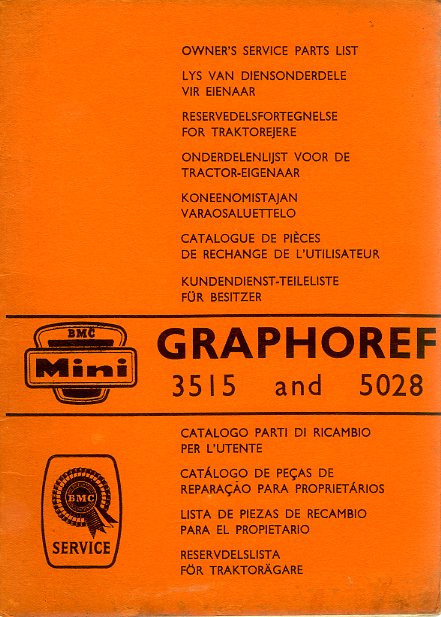 OWNER'S SERVICE PARTS LIST
LYS VAN DIENSONDERDELE
VIR EIENAAR
RESERVEDELSFORTEGNELSE
FOR TRAKTOREJERE
ONDERDELENLIJST VOOR DE
TRACTOR-EIGENAAR
KONEENOMISTAJAN
VARAOSALUETTELO
CATALOGUE DE PIÈCES
DE RECHANGE DE L'UTILISATEUR
KUNDENDIENST-TEILELISTE
FÜR BESITZER
BMC
Mini
GRAPHOREF
3515 and 5028
CATALOGO PARTI DI RICAMBIO
PER L'UTENTE
CATÁLOGO DE PEÇAS DE
REPARAÇÃO PARA PROPRIETÁRIOS
LISTA DE PIEZAS DE RECAMBIO
PARA EL PROPIETARIO
RESERVDELSLISTA
FÖR TRAKTORÄGARE
BMC
SERVICE